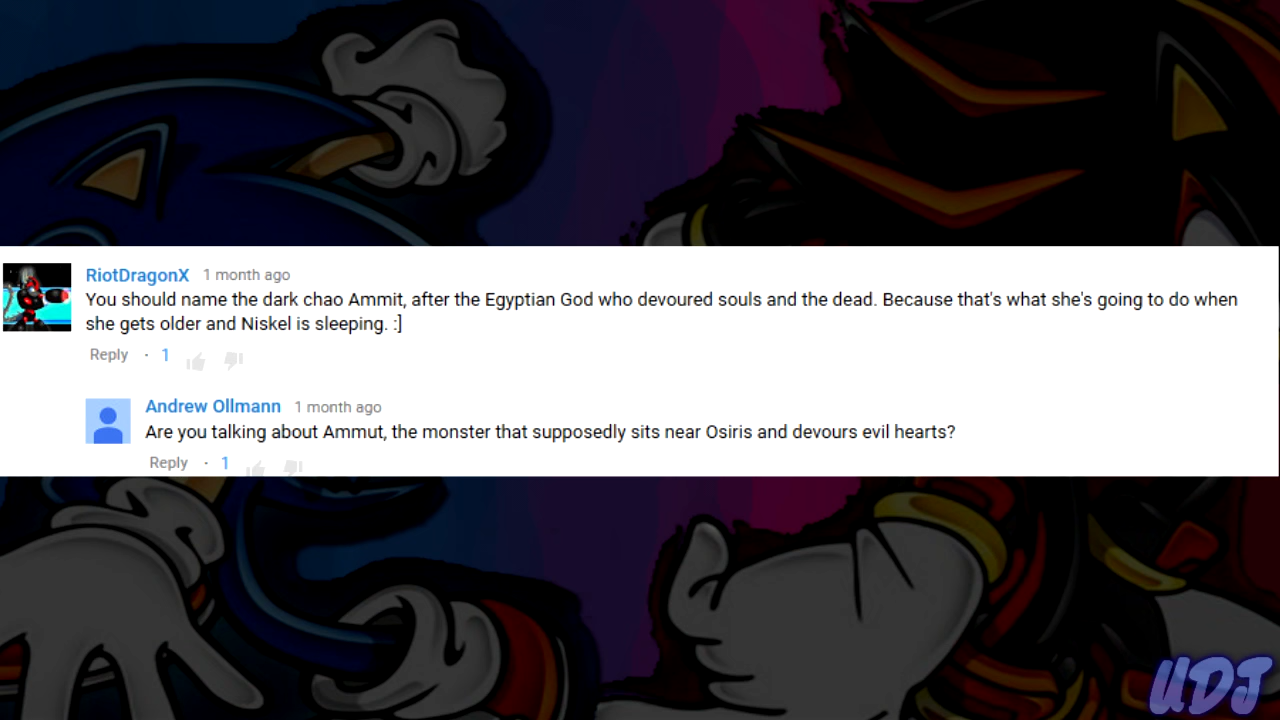 RiotDragonX 1 month ago
You should name the dark chao Ammit, after the Egyptian God who devoured souls and the dead. Because that's what she's going to do when
she gets older and Niskel is sleeping. :]
Reply · 1
Andrew Ollmann 1 month ago
Are you talking about Ammut, the monster that supposedly sits near Osiris and devours evil hearts?
Reply · 1
UDJ